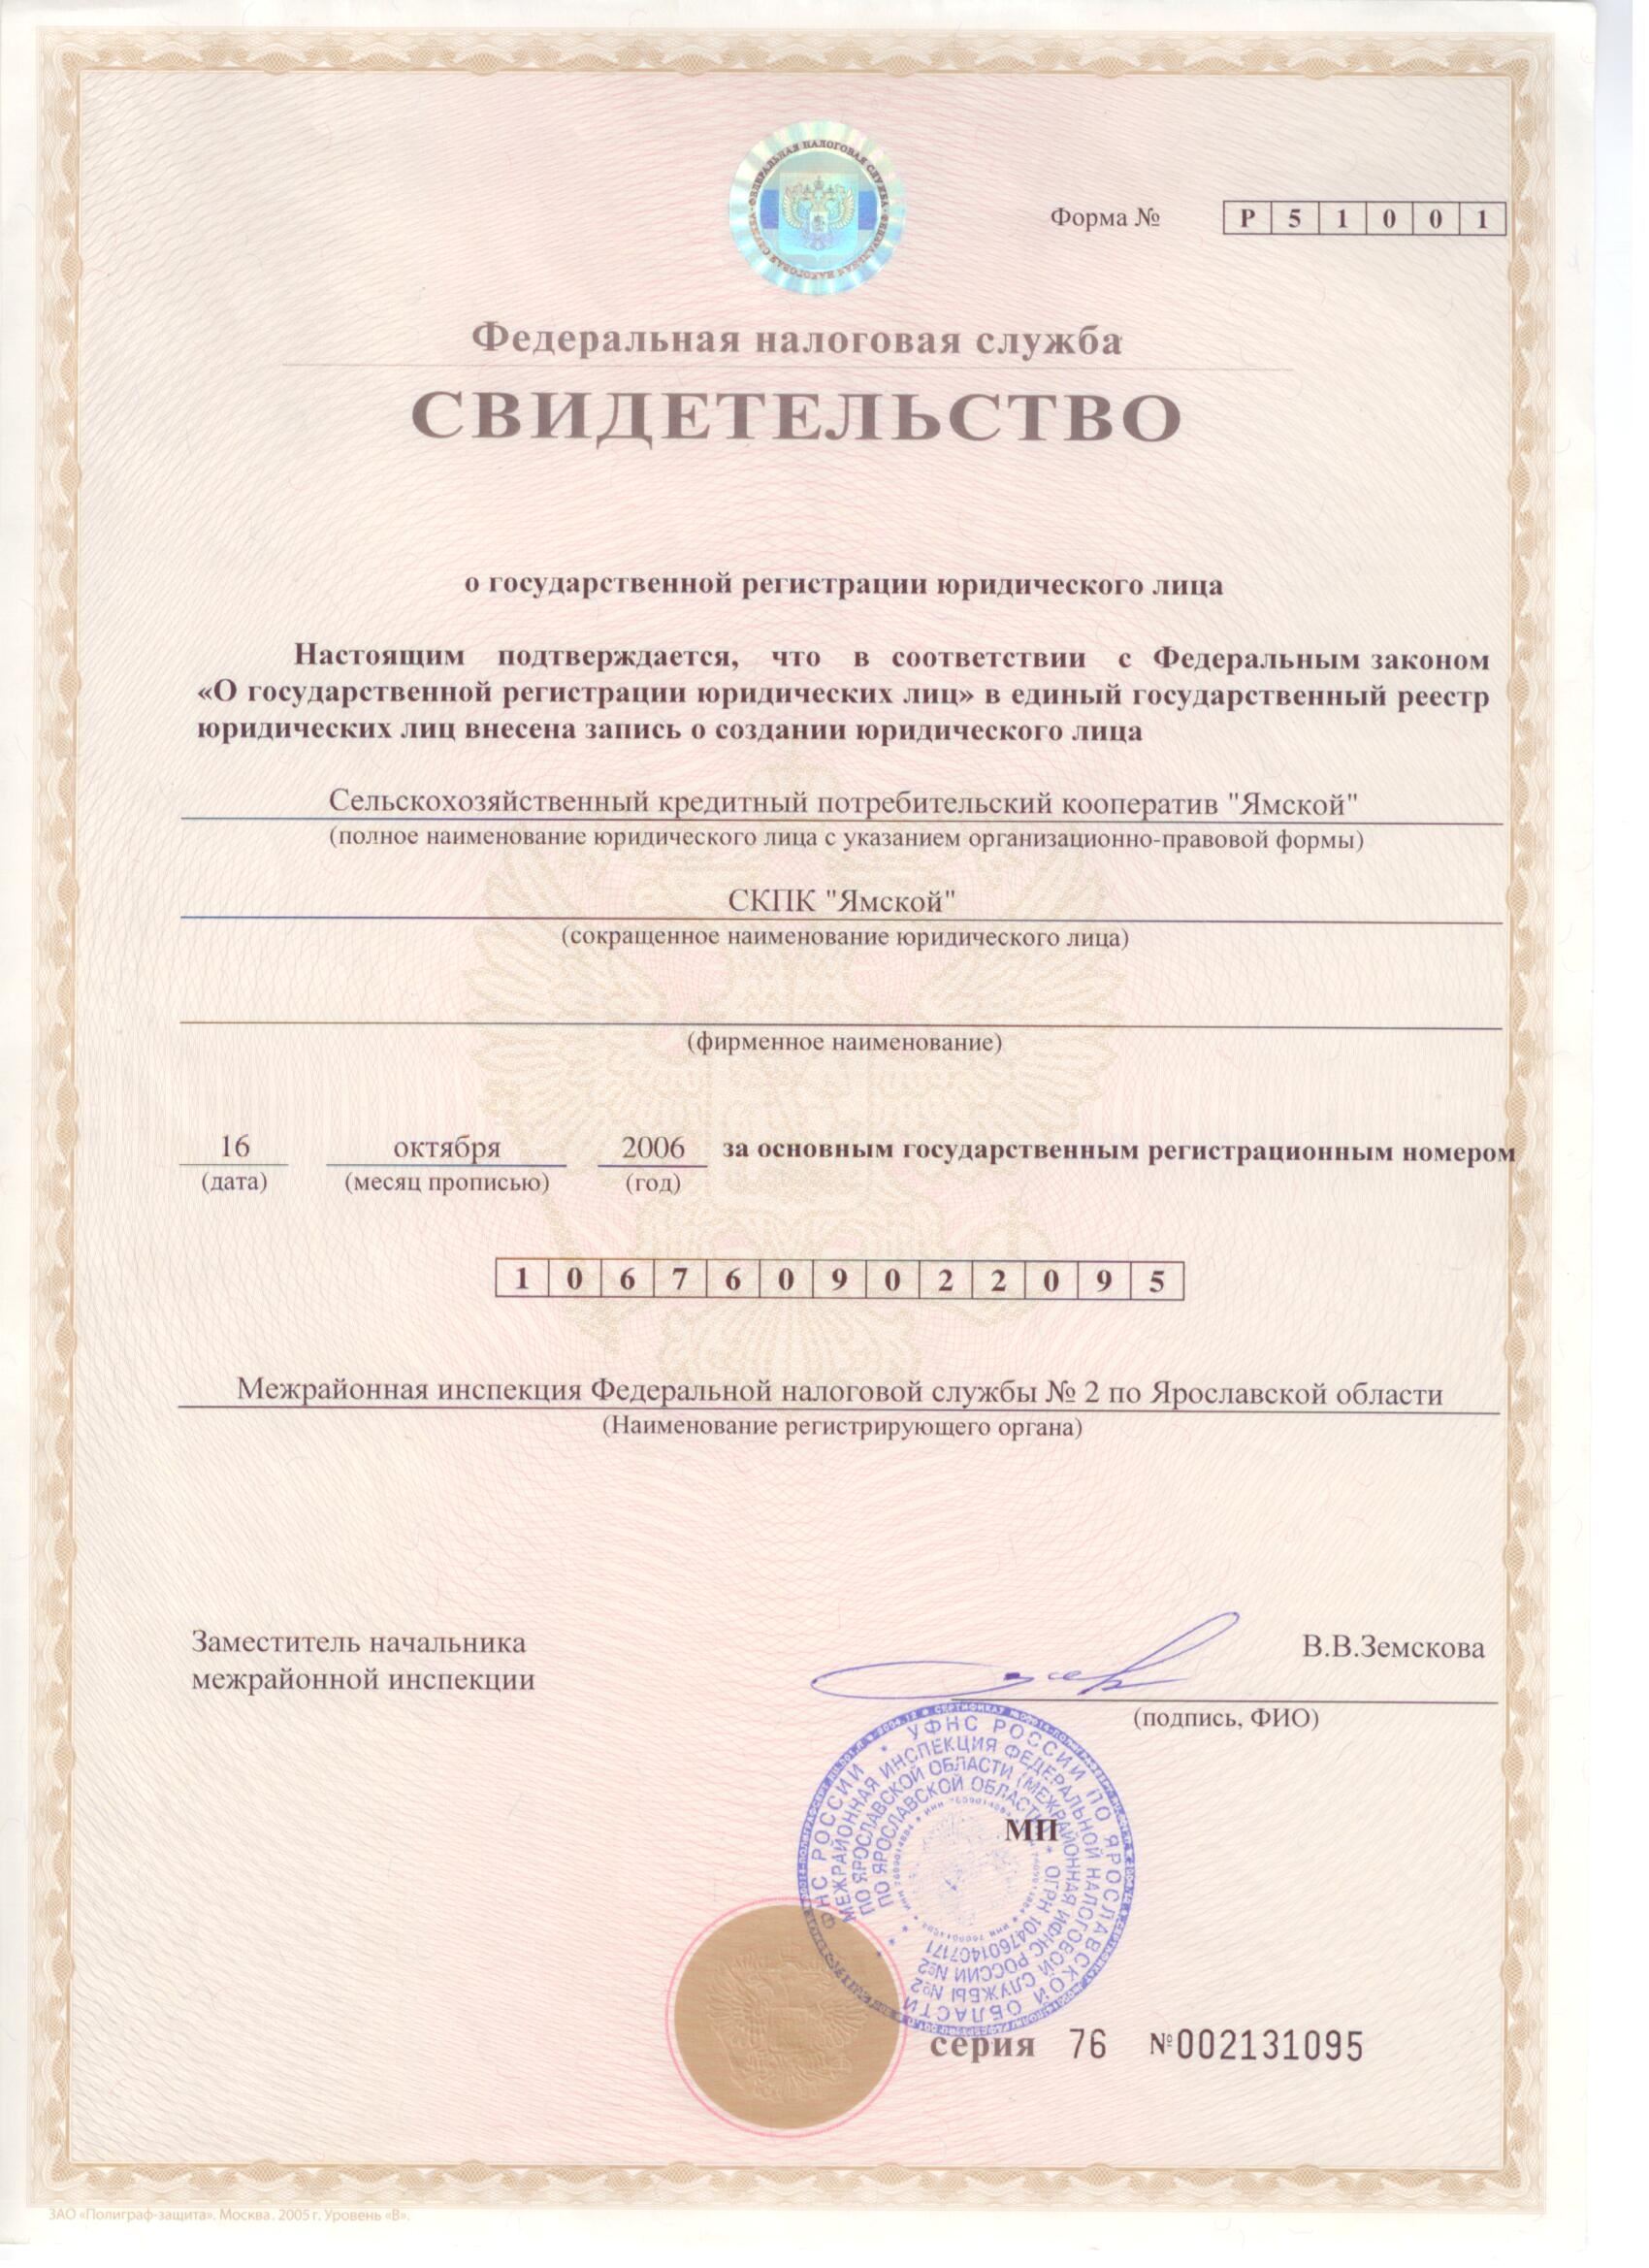 ФЕДЕРАЛЬНАЯ НАЛОГОВАЯ СЛУЖБА
Форма № Р 5 1 0 0 1
Федеральная налоговая служба
СВИДЕТЕЛЬСТВО
о государственной регистрации юридического лица
Настоящим подтверждается, что в соответствии с Федеральным законом
«О государственной регистрации юридических лиц» в единый государственный реестр
юридических лиц внесена запись о создании юридического лица
Сельскохозяйственный кредитный потребительский кооператив "Ямской"
(полное наименование юридического лица с указанием организационно-правовой формы)
СКПК "Ямской"
(сокращенное наименование юридического лица)
(фирменное наименование)
16 октября 2006 за основным государственным регистрационным номером
(дата) (месяц прописью) (год)
1 0 6 7 6 0 9 0 2 2 0 9 5
Межрайонная инспекция Федеральной налоговой службы № 2 по Ярославской области
(Наименование регистрирующего органа)
Заместитель начальника
межрайонной инспекции
В.В.Земскова
(подпись, ФИО)
ФНС РОССИИ * УФНС РОССИИ ПО ЯРОСЛАВСКОЙ ОБЛАСТИ
МЕЖРАЙОННАЯ ИНСПЕКЦИЯ ФЕДЕРАЛЬНОЙ НАЛОГОВОЙ СЛУЖБЫ №2
ПО ЯРОСЛАВСКОЙ ОБЛАСТИ (МЕЖРАЙОННАЯ ИФНС РОССИИ №2
ПО ЯРОСЛАВСКОЙ ОБЛАСТИ) * ОГРН 1047601407171
МП
серия 76 №002131095
ЗАО «Полиграф-защита». Москва. 2005 г. Уровень «В».